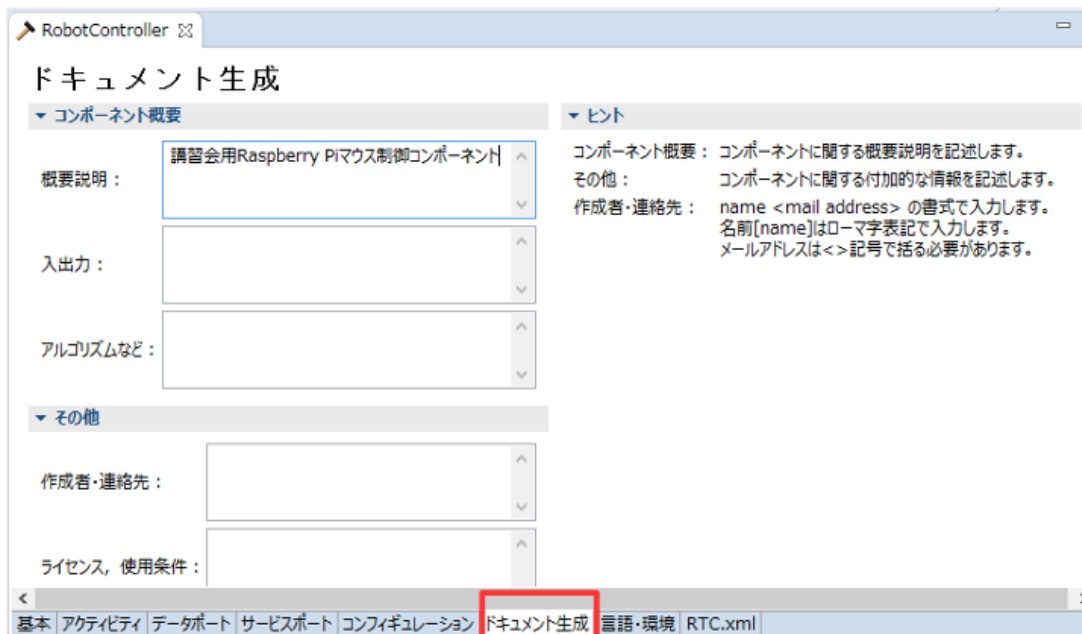 RobotController
ドキュメント生成
コンポーネント概要
概要説明：
講習会用Raspberry Piマウス制御コンポーネント
入出力：
アルゴリズムなど：
その他
作成者・連絡先：
ライセンス，使用条件：
ヒント
コンポーネント概要： コンポーネントに関する概要説明を記述します。
その他： コンポーネントに関する付加的な情報を記述します。
作成者・連絡先： name <mail address> の書式で入力します。
名前[name]はローマ字表記で入力します。
メールアドレスは<>記号で括る必要があります。
基本 アクティビティ データポート サービスポート コンフィギュレーション ドキュメント生成 言語・環境 RTC.xml